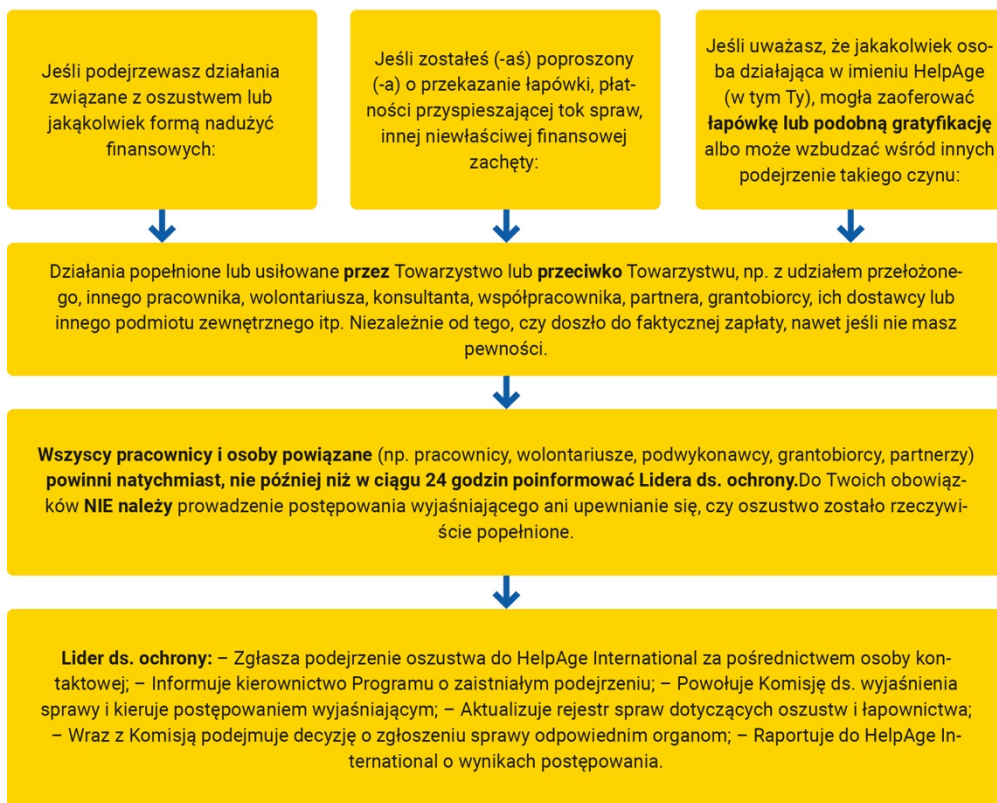 Jeśli podejrzewasz działania
związane z oszustwem lub
jakąkolwiek formą nadużyć
finansowych:
Jeśli zostałeś (-aś) poproszony
(-a) o przekazanie łapówki, płat-
ności przyspieszającej tok spraw,
innej niewłaściwej finansowej
zachęty:
Jeśli uważasz, że jakakolwiek oso-
ba działająca w imieniu HelpAge
(w tym Ty), mogła zaoferować
łapówkę lub podobną gratyfikację
albo może wzbudzać wśród innych
podejrzenie takiego czynu:
Działania popełnione lub usiłowane przez Towarzystwo lub przeciwko Towarzystwu, np. z udziałem przełożone-
go, innego pracownika, wolontariusza, konsultanta, współpracownika, partnera, grantobiorcy, ich dostawcy lub
innego podmiotu zewnętrznego itp. Niezależnie od tego, czy doszło do faktycznej zapłaty, nawet jeśli nie masz
pewności.
Wszyscy pracownicy i osoby powiązane (np. pracownicy, wolontariusze, podwykonawcy, grantobiorcy, partnerzy)
powinni natychmiast, nie później niż w ciągu 24 godzin poinformować Lidera ds. ochrony.Do Twoich obowiąz-
ków NIE należy prowadzenie postępowania wyjaśniającego ani upewnianie się, czy oszustwo zostało rzeczywi-
ście popełnione.
Lider ds. ochrony: – Zgłasza podejrzenie oszustwa do HelpAge International za pośrednictwem osoby kon-
taktowej; – Informuje kierownictwo Programu o zaistniałym podejrzeniu; – Powołuje Komisję ds. wyjaśnienia
sprawy i kieruje postępowaniem wyjaśniającym; – Aktualizuje rejestr spraw dotyczących oszustw i łapownictwa;
– Wraz z Komisją podejmuje decyzję o zgłoszeniu sprawy odpowiednim organom; – Raportuje do HelpAge In-
ternational o wynikach postępowania.